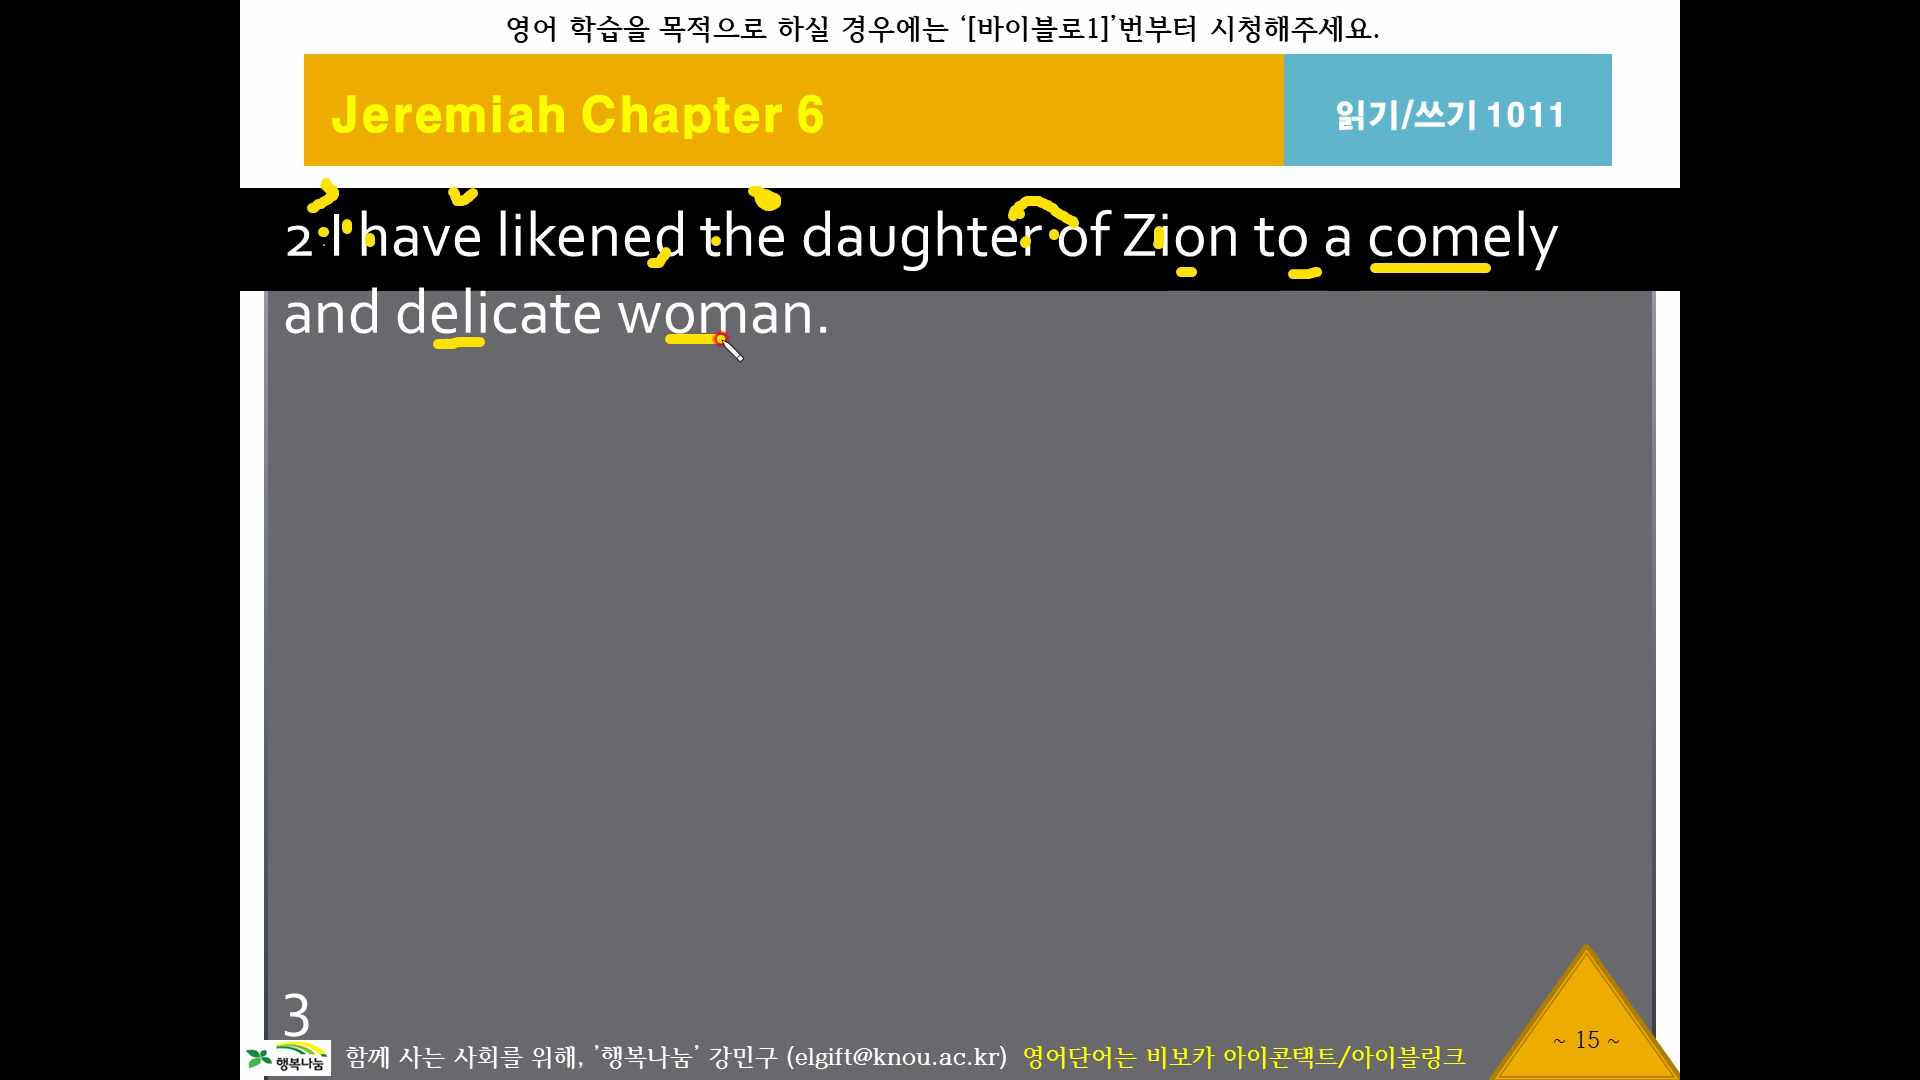 영어 학습을 목적으로 하실 경우에는 ‘[바이블로1]’번부터 시청해주세요.
Jeremiah Chapter 6
읽기/쓰기 1011
2 I have likened the daughter of Zion to a comely
and delicate woman.
3
행복나눔
함께 사는 사회를 위해, ’행복나눔’ 강민구 (elgift@knou.ac.kr) 영어단어는 비보카 아이콘택트/아이블링크
~ 15 ~